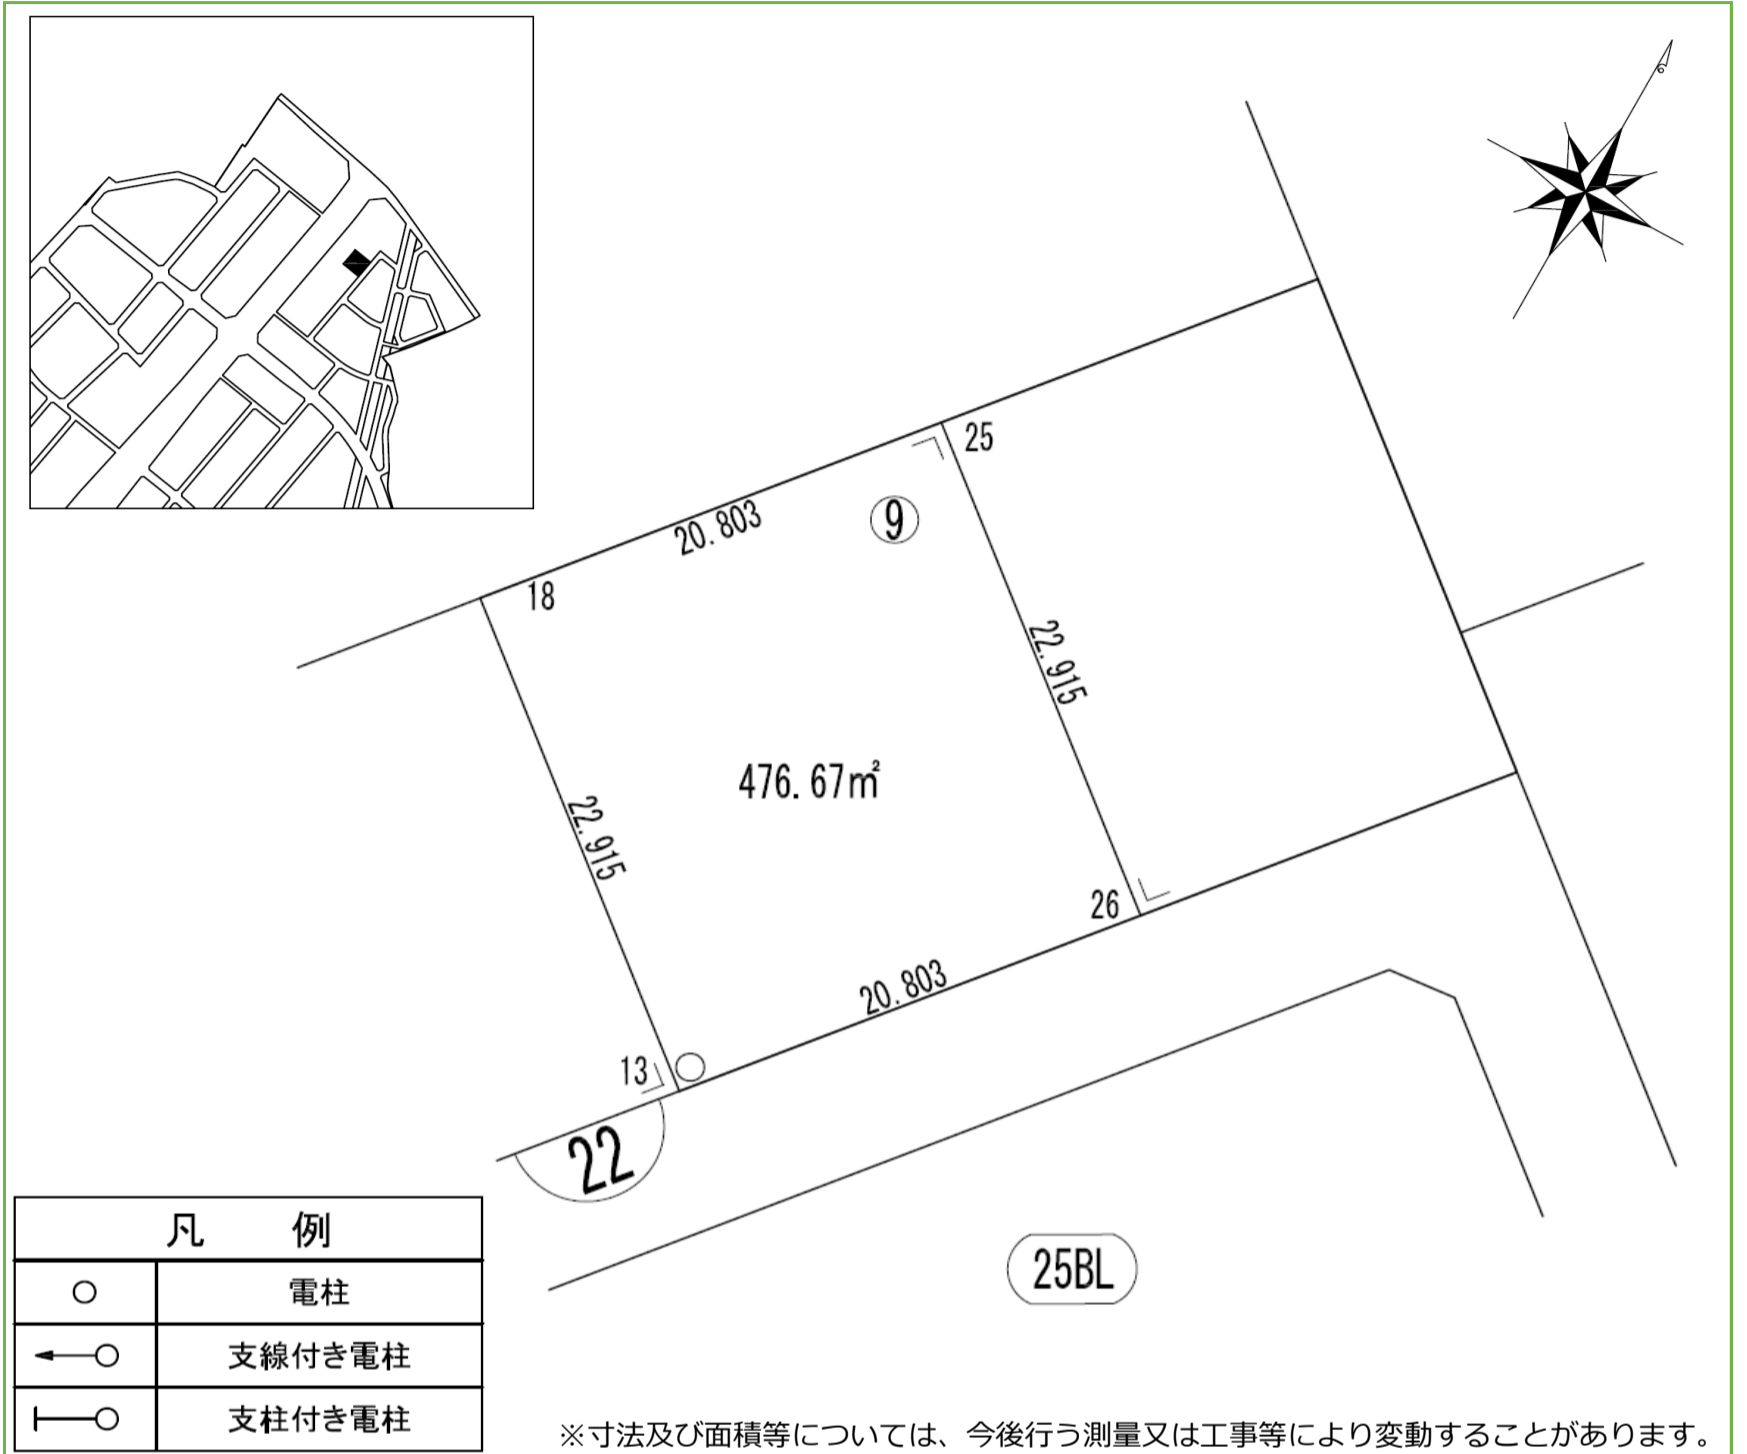 25
⑨
20.803
18
22.915
476.67㎡
22.915
26
20.803
13
22
25BL
凡 例
電柱
支線付き電柱
支柱付き電柱
※寸法及び面積等については、今後行う測量又は工事等により変動することがあります。